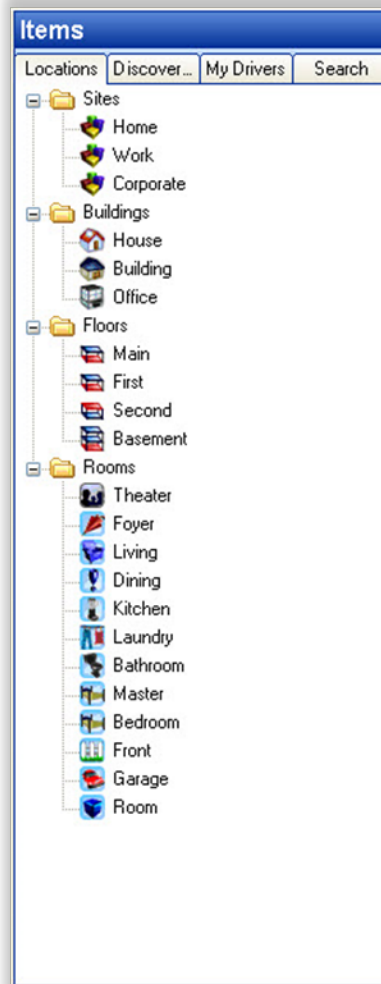 Items
Locations Discover... My Drivers Search
Sites
Home
Work
Corporate
Buildings
House
Building
Office
Floors
Main
First
Second
Basement
Rooms
Theater
Foyer
Living
Dining
Kitchen
Laundry
Bathroom
Master
Bedroom
Front
Garage
Room